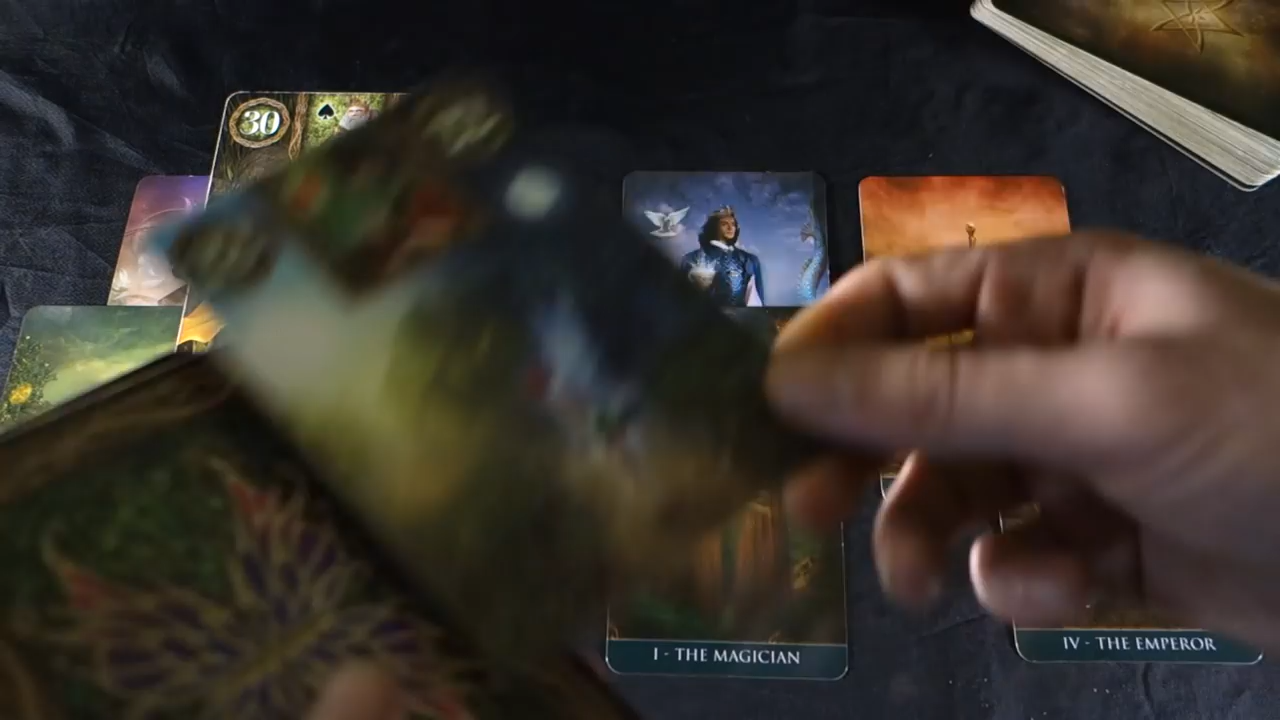 30
I - THE MAGICIAN
IV - THE EMPEROR